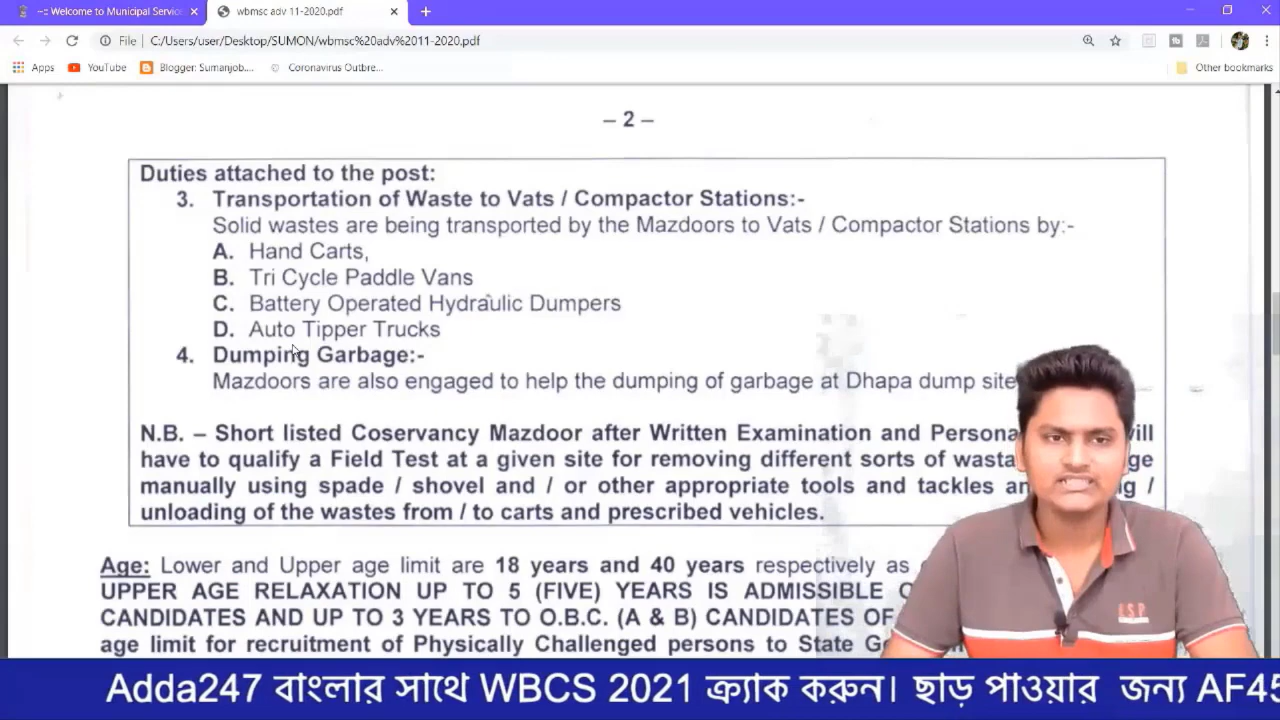 -:: Welcome to Municipal Servic
wbmsc adv 11-2020.pdf
File
C:/Users/user/Desktop/SUMON/wbmsc%20adv%2011-2020.pdf
Apps
YouTube
Blogger: Sumanjob....
Coronavirus Outbre...
Other bookmarks
– 2 –
Duties attached to the post:
3. Transportation of Waste to Vats / Compactor Stations:-
Solid wastes are being transported by the Mazdoors to Vats / Compactor Stations by:-
A. Hand Carts,
B. Tri Cycle Paddle Vans
C. Battery Operated Hydraulic Dumpers
D. Auto Tipper Trucks
4. Dumping Garbage:-
Mazdoors are also engaged to help the dumping of garbage at Dhapa dump site
N.B. – Short listed Coservancy Mazdoor after Written Examination and Persona
have to qualify a Field Test at a given site for removing different sorts of wasta
manually using spade / shovel and / or other appropriate tools and tackles an /
unloading of the wastes from / to carts and prescribed vehicles.
Age: Lower and Upper age limit are 18 years and 40 years respectively as
UPPER AGE RELAXATION UP TO 5 (FIVE) YEARS IS ADMISSIBLE
CANDIDATES AND UP TO 3 YEARS TO O.B.C. (A & B) CANDIDATES OF
age limit for recruitment of Physically Challenged persons to State
Adda247 বাংলার সাথে WBCS 2021 ক্র্যাক করুন। ছাড় পাওয়ার জন্য AF45